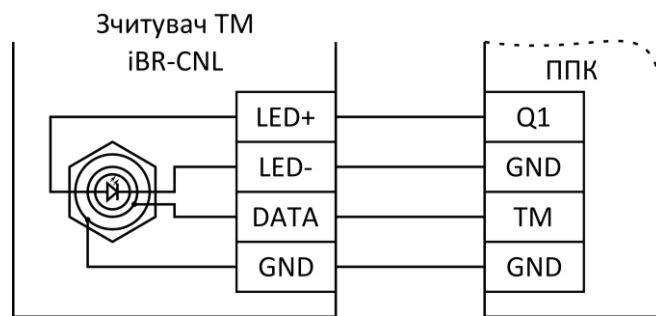 Зчитувач ТМ
iBR-CNL
ППК
LED+
Q1
LED-
GND
DATA
TM
GND
GND